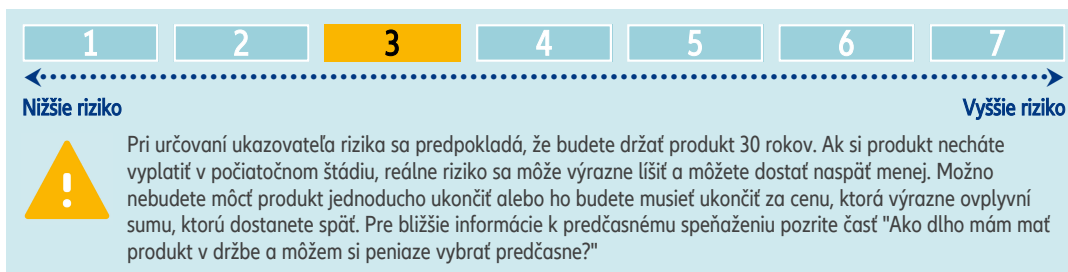 1 2 3 4 5 6 7
Nižšie riziko Vyššie riziko
Pri určovaní ukazovateľa rizika sa predpokladá, že budete držať produkt 30 rokov. Ak si produkt necháte
vyplatiť v počiatočnom štádiu, reálne riziko sa môže výrazne líšiť a môžete dostať naspäť menej. Možno
nebudete môcť produkt jednoducho ukončiť alebo ho budete musieť ukončiť za cenu, ktorá výrazne ovplyvní
sumu, ktorú dostanete späť. Pre bližšie informácie k predčasnému speňaženiu pozrite časť "Ako dlho mám mať
produkt v držbe a môžem si peniaze vybrať predčasne?"